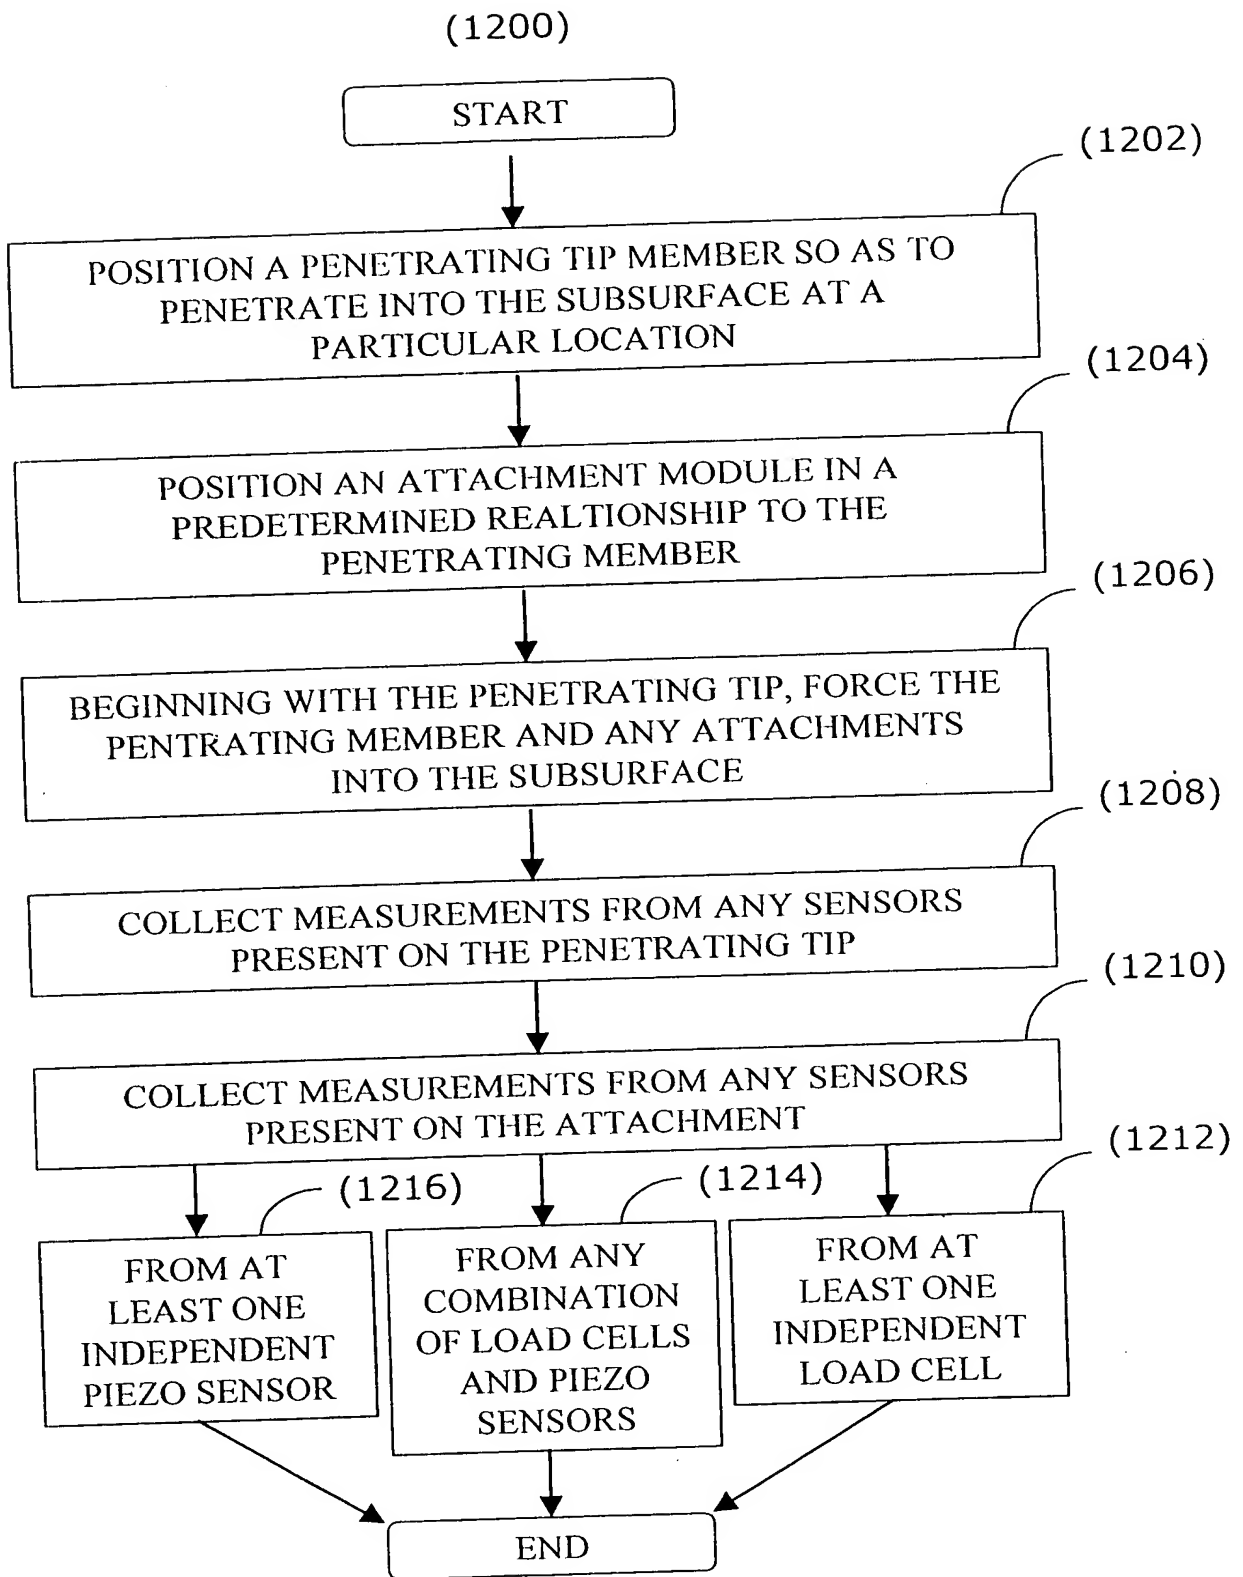 (1200)
START
(1202)
POSITION A PENETRATING TIP MEMBER SO AS TO
PENETRATE INTO THE SUBSURFACE AT A
PARTICULAR LOCATION
(1204)
POSITION AN ATTACHMENT MODULE IN A
PREDETERMINED REALTIONSHIP TO THE
PENETRATING MEMBER
(1206)
BEGINNING WITH THE PENETRATING TIP, FORCE THE
PENTRATING MEMBER AND ANY ATTACHMENTS
INTO THE SUBSURFACE
(1208)
COLLECT MEASUREMENTS FROM ANY SENSORS
PRESENT ON THE PENETRATING TIP
(1210)
COLLECT MEASUREMENTS FROM ANY SENSORS
PRESENT ON THE ATTACHMENT
(1216)
FROM AT
LEAST ONE
INDEPENDENT
PIEZO SENSOR
(1214)
FROM ANY
COMBINATION
OF LOAD CELLS
AND PIEZO
SENSORS
(1212)
FROM AT
LEAST ONE
INDEPENDENT
LOAD CELL
END